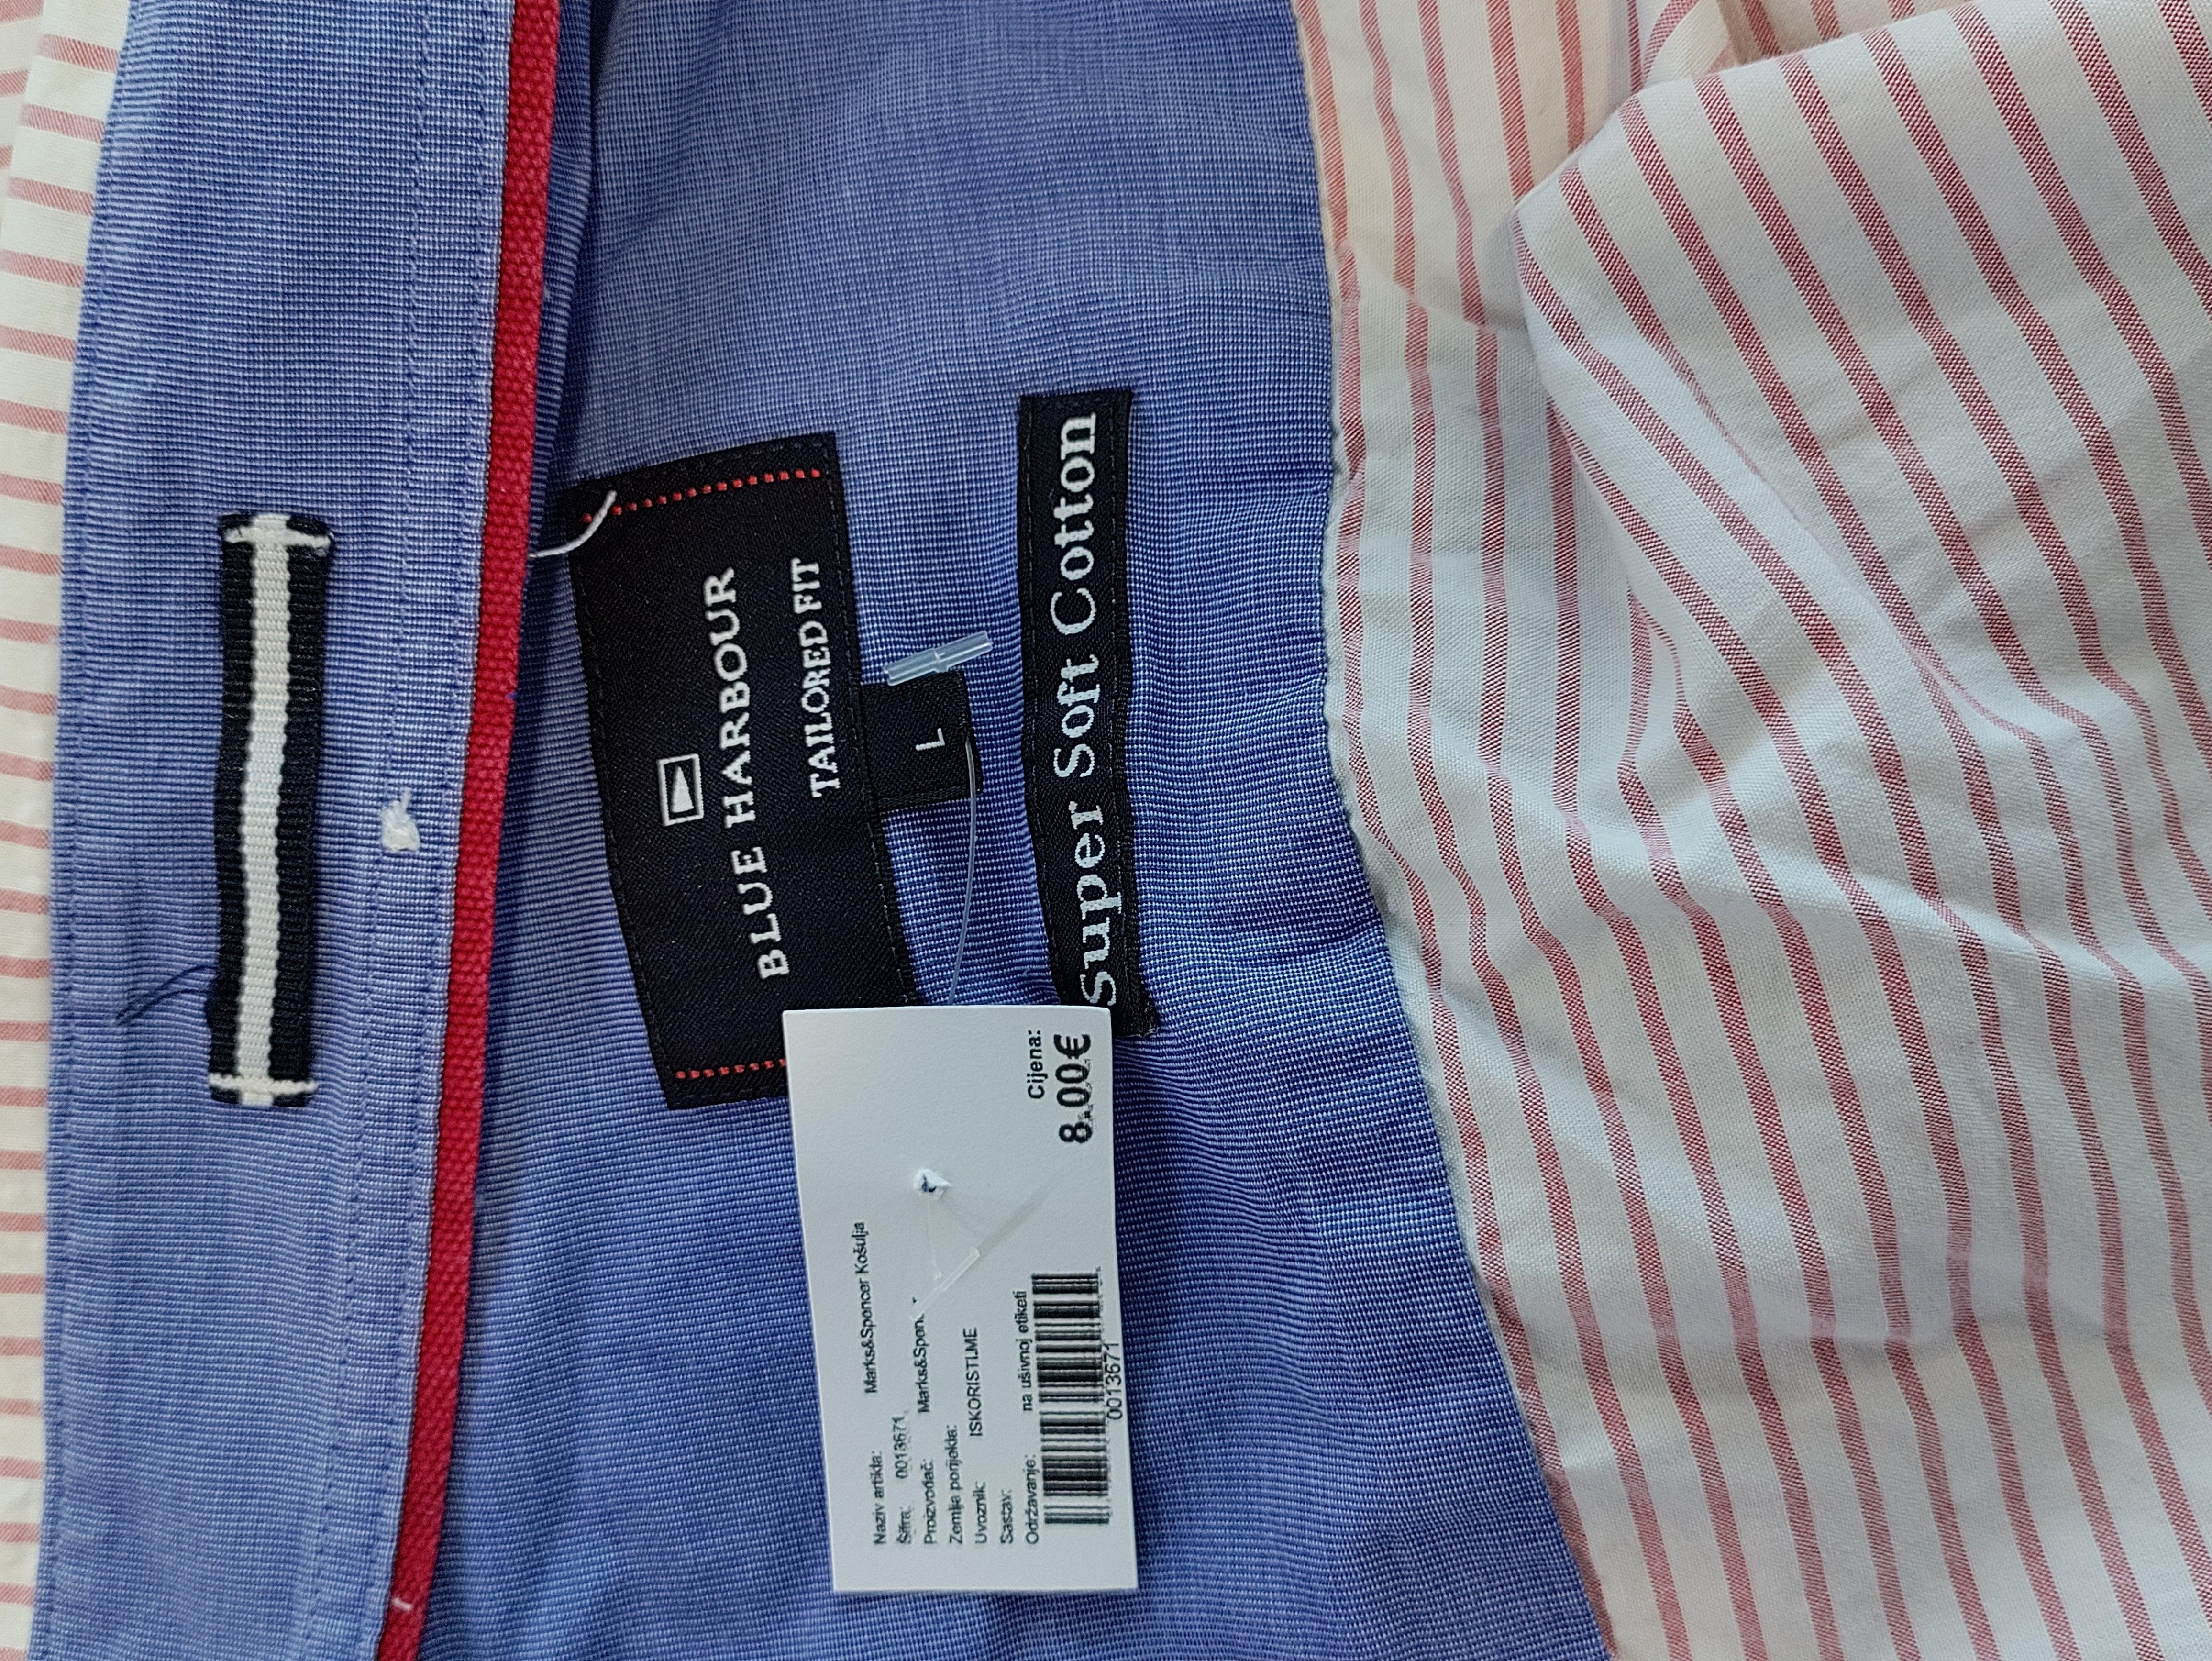 BLUE HARBOUR
TAILORED FIT
L
Super Soft Cotton
Naziv artikla: Marks&Spencer Košulja
Šifra: 0013671
Proizvođač: Marks&Spen
Zemlja porijekla:
Uvoznik: ISKORISTI.ME
Sastav:
Održavanje: na ušivnoj etiketi
0013671
Cijena:
8.00€